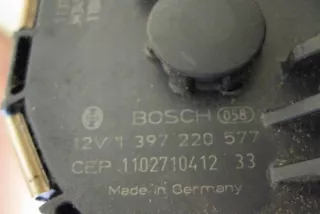 BOSCH 058
12V 1 397 220 577
CEP 1102710412 33
Made in Germany